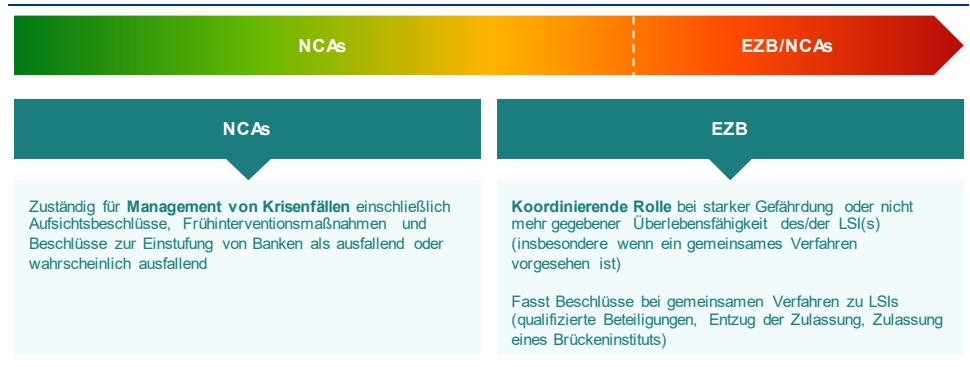 NCAs
EZB/NCAs
NCAs
Zuständig für Management von Krisenfällen einschließlich
Aufsichtsbeschlüsse, Frühinterventionsmaßnahmen und
Beschlüsse zur Einstufung von Banken als ausfallend oder
wahrscheinlich ausfallend
EZB
Koordinierende Rolle bei starker Gefährdung oder nicht
mehr gegebener Überlebensfähigkeit des/der LSI(s)
(insbesondere wenn ein gemeinsames Verfahren
vorgesehen ist)
Fasst Beschlüsse bei gemeinsamen Verfahren zu LSIs
(qualifizierte Beteiligungen, Entzug der Zulassung, Zulassung
eines Brückeninstituts)